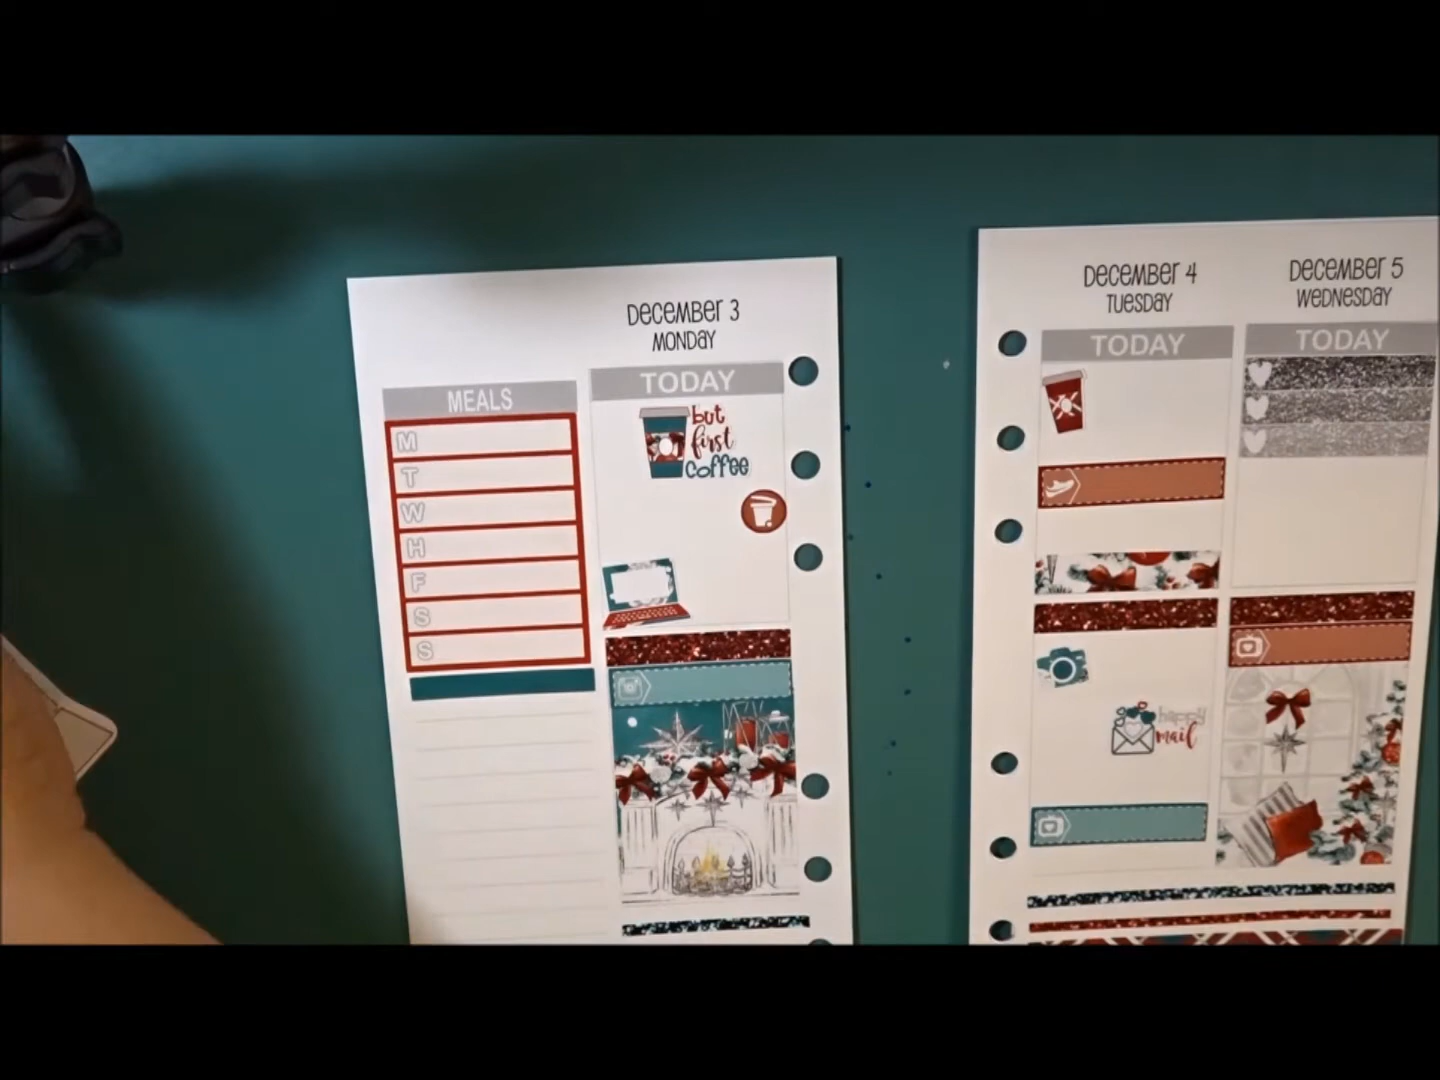 DECEMBER 3
MONDAY
MEALS
M
T
W
H
F
S
S
TODAY
but
first
coffee
DECEMBER 4
TUESDAY
TODAY
happy
mail
DECEMBER 5
WEDNESDAY
TODAY